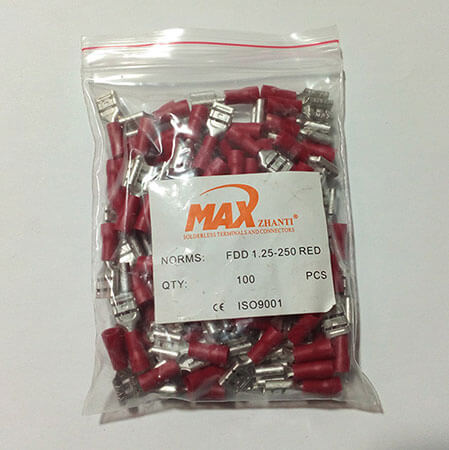 MAX
ZHANTI®
SOLDERLESS TERMINALS AND CONNECTORS
NORMS: FDD 1.25-250 RED
QTY: 100 PCS
CE ISO9001